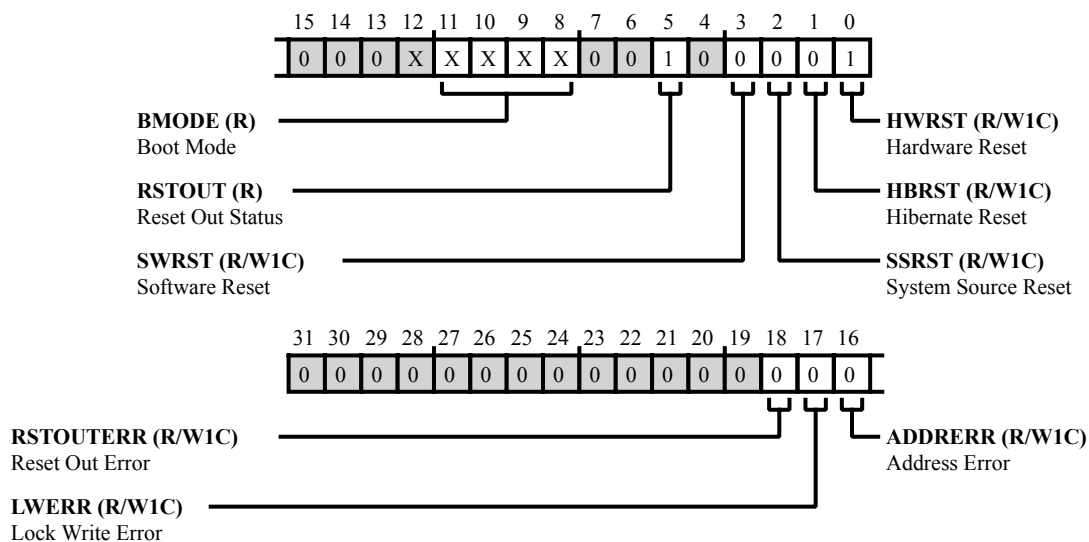 15 14 13 12 11 10 9 8 7 6 5 4 3 2 1 0
0 0 0 X X X X X 0 0 1 0 0 0 0 1
BMODE (R)
Boot Mode
HWRST (R/W1C)
Hardware Reset
RSTOUT (R)
Reset Out Status
HBRST (R/W1C)
Hibernate Reset
SWRST (R/W1C)
Software Reset
SSRST (R/W1C)
System Source Reset
31 30 29 28 27 26 25 24 23 22 21 20 19 18 17 16
0 0 0 0 0 0 0 0 0 0 0 0 0 0 0 0
RSTOUTERR (R/W1C)
Reset Out Error
ADDRERR (R/W1C)
Address Error
LWERR (R/W1C)
Lock Write Error